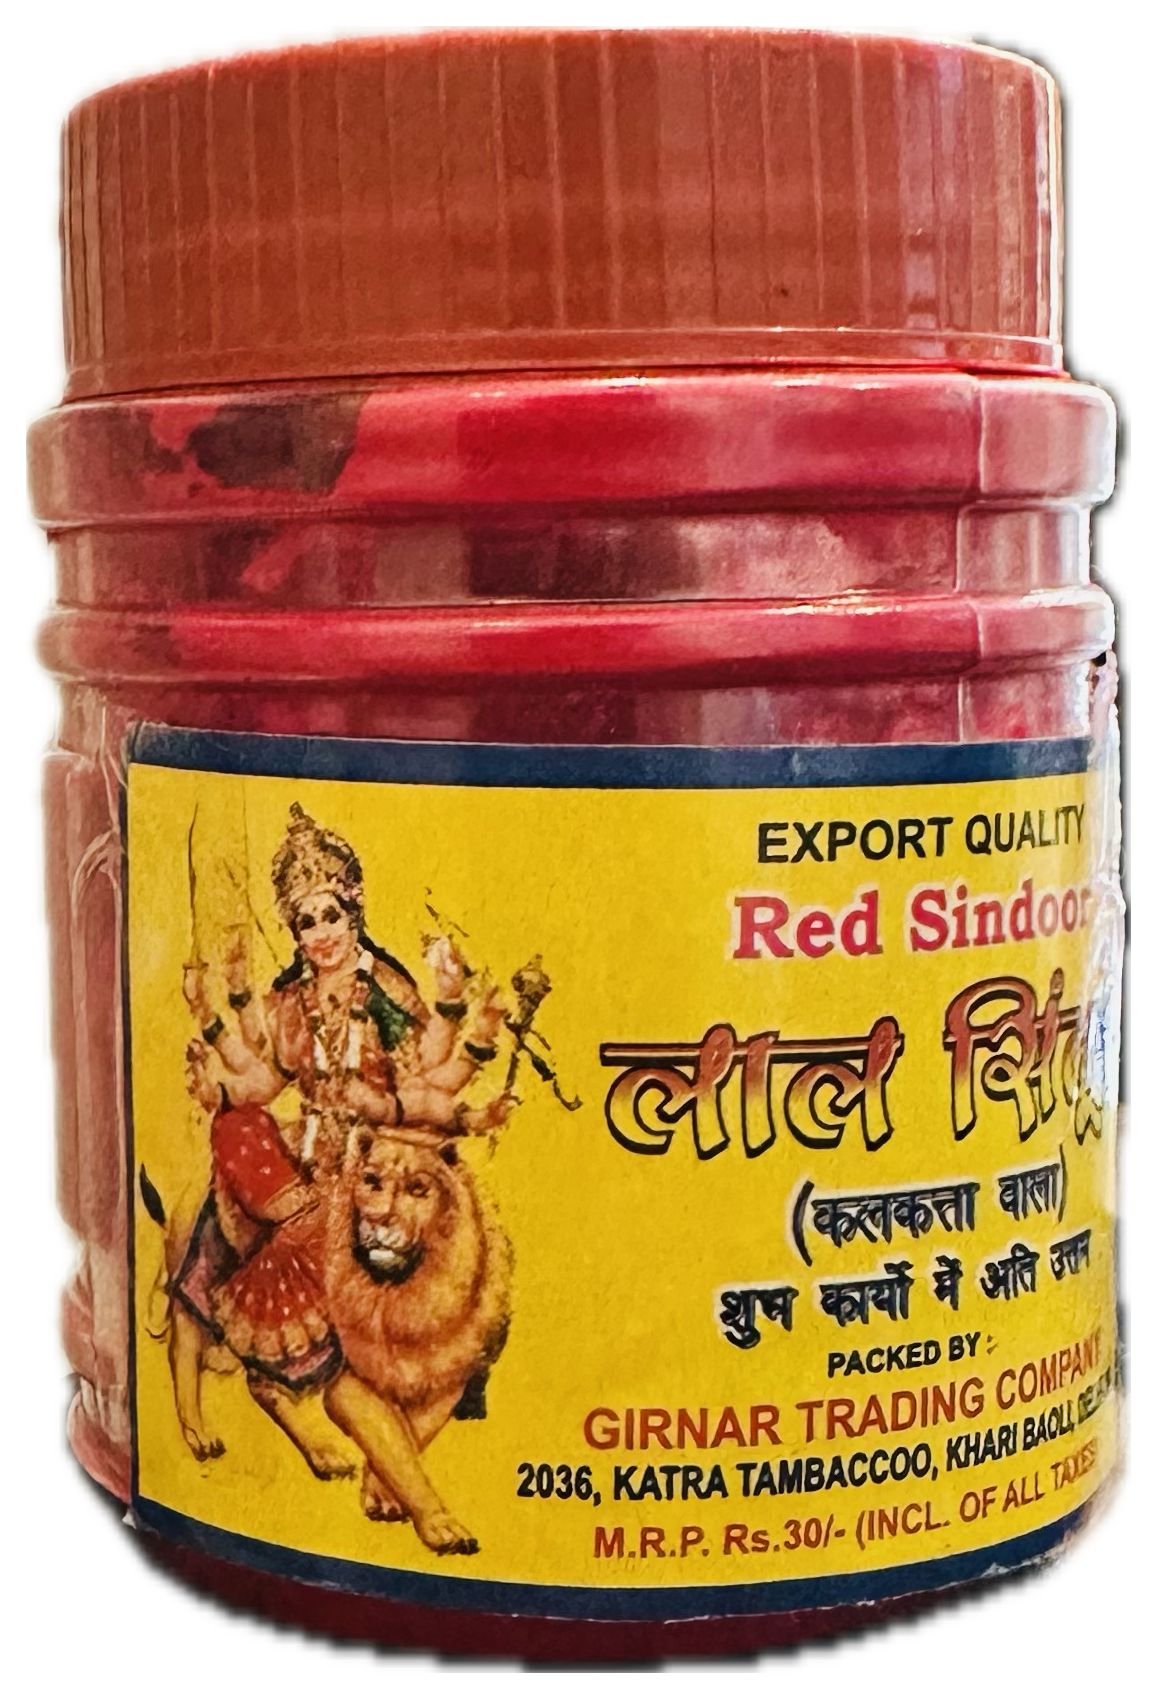 EXPORT QUALITY
Red Sindoor
लाल
(कलकत्ता वाला)
शुभ कार्यो में अति
PACKED BY :
GIRNAR TRADING COMPANY
2036, KATRA TAMBACCOO, KHARI BAOLI,
M.R.P. Rs.30/- (INCL. OF ALL TAXES)